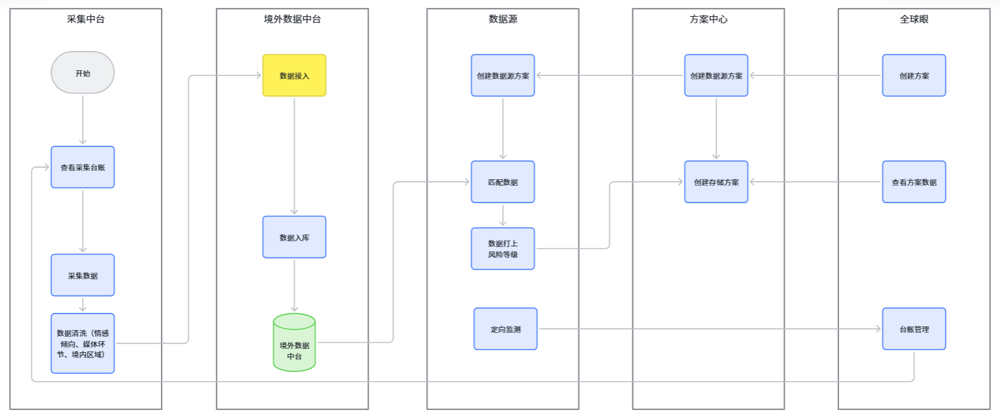 采集中台
开始
查看采集台账
采集数据
数据清洗（情感
倾向、媒体环
节、境内区域）
境外数据中台
数据接入
数据入库
境外数据
中台
数据源
创建数据源方案
匹配数据
数据打上
风险等级
定向监测
方案中心
创建数据源方案
创建存储方案
全球眼
创建方案
查看方案数据
台账管理